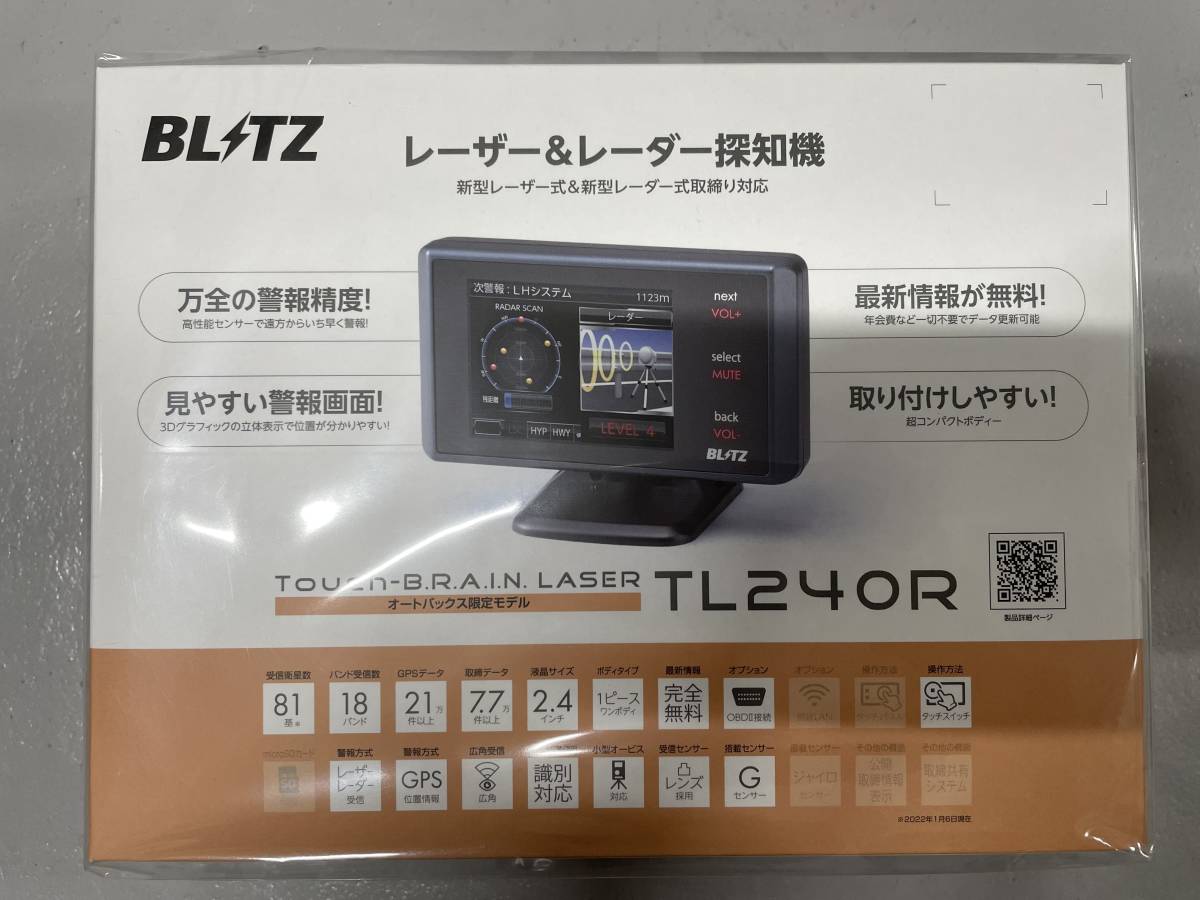 BLITZ
レーザー&レーダー探知機
新型レーザー式&新型レーダー式取締り対応
万全の警報精度!
高性能センサーで遠方からいち早く警報!
最新情報が無料!
年会費など一切不要でデータ更新可能
見やすい警報画面!
3Dグラフィックの立体表示で位置が分かりやすい!
取り付けしやすい!
超コンパクトボディー
次警報:LHシステム
1123m
RADAR SCAN
レーダー
HYP
HWY
LEVEL 4
next
VOL+
select
MUTE
back
VOL-
BLITZ
Touch-B.R.A.I.N. LASER
TL240R
オートバックス限定モデル
製品詳細ページ
受信衛星数
81
基※
バンド受信数
18
バンド
GPSデータ
21万
件以上
取締データ
7.7万
件以上
液晶サイズ
2.4
インチ
ボディタイプ
1ピース
ワンボディ
最新情報
完全
無料
オプション
OBDⅡ接続
オプション
無線LAN
操作方法
タッチパネル
操作方法
タッチスイッチ
microSDカード
警報方式
レーザー
レーダー
受信
警報方式
GPS
位置情報
広角受信
広角
識別
対応
小型オービス
対応
受信センサー
レンズ
採用
搭載センサー
G
センサー
搭載センサー
ジャイロ
センサー
その他の機能
公開
取締情報
表示
その他の機能
取締共有
システム
※2022年1月6日現在